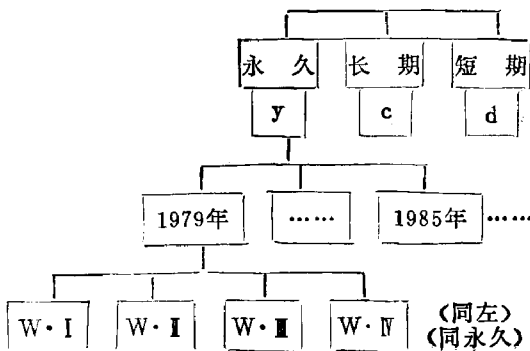 永久 长期 短期
y c d
1979年 …… 1985年 ……
W·Ⅰ W·Ⅱ W·Ⅲ W·Ⅳ (同左)
(同永久)